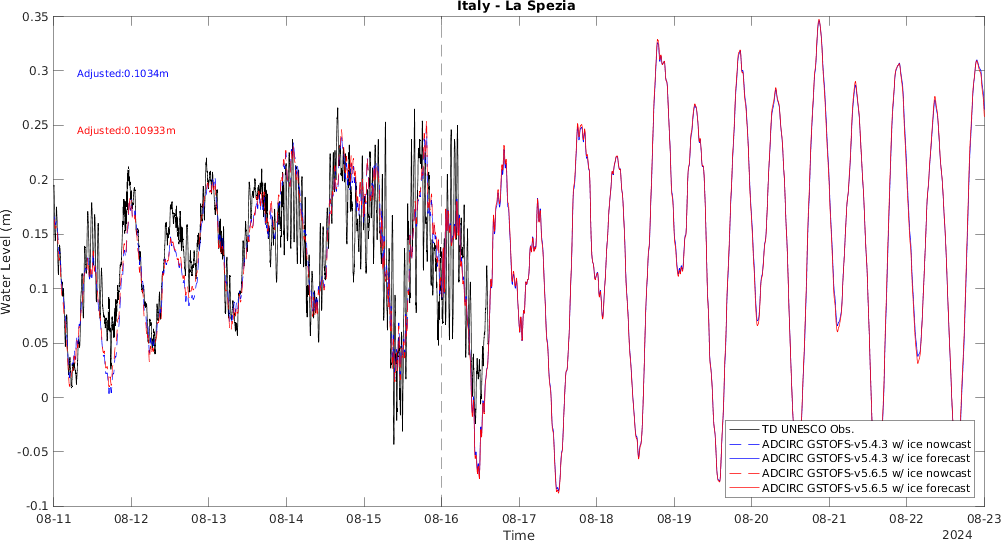 Italy - La Spezia
Adjusted:0.1034m
Adjusted:0.10933m
Water Level (m)
0.35
0.3
0.25
0.2
0.15
0.1
0.05
0
-0.05
-0.1
TD UNESCO Obs.
ADCIRC GSTOFS-v5.4.3 w/ ice nowcast
ADCIRC GSTOFS-v5.4.3 w/ ice forecast
ADCIRC GSTOFS-v5.6.5 w/ ice nowcast
ADCIRC GSTOFS-v5.6.5 w/ ice forecast
08-11 08-12 08-13 08-14 08-15 08-16 08-17 08-18 08-19 08-20 08-21 08-22 08-23
Time
2024